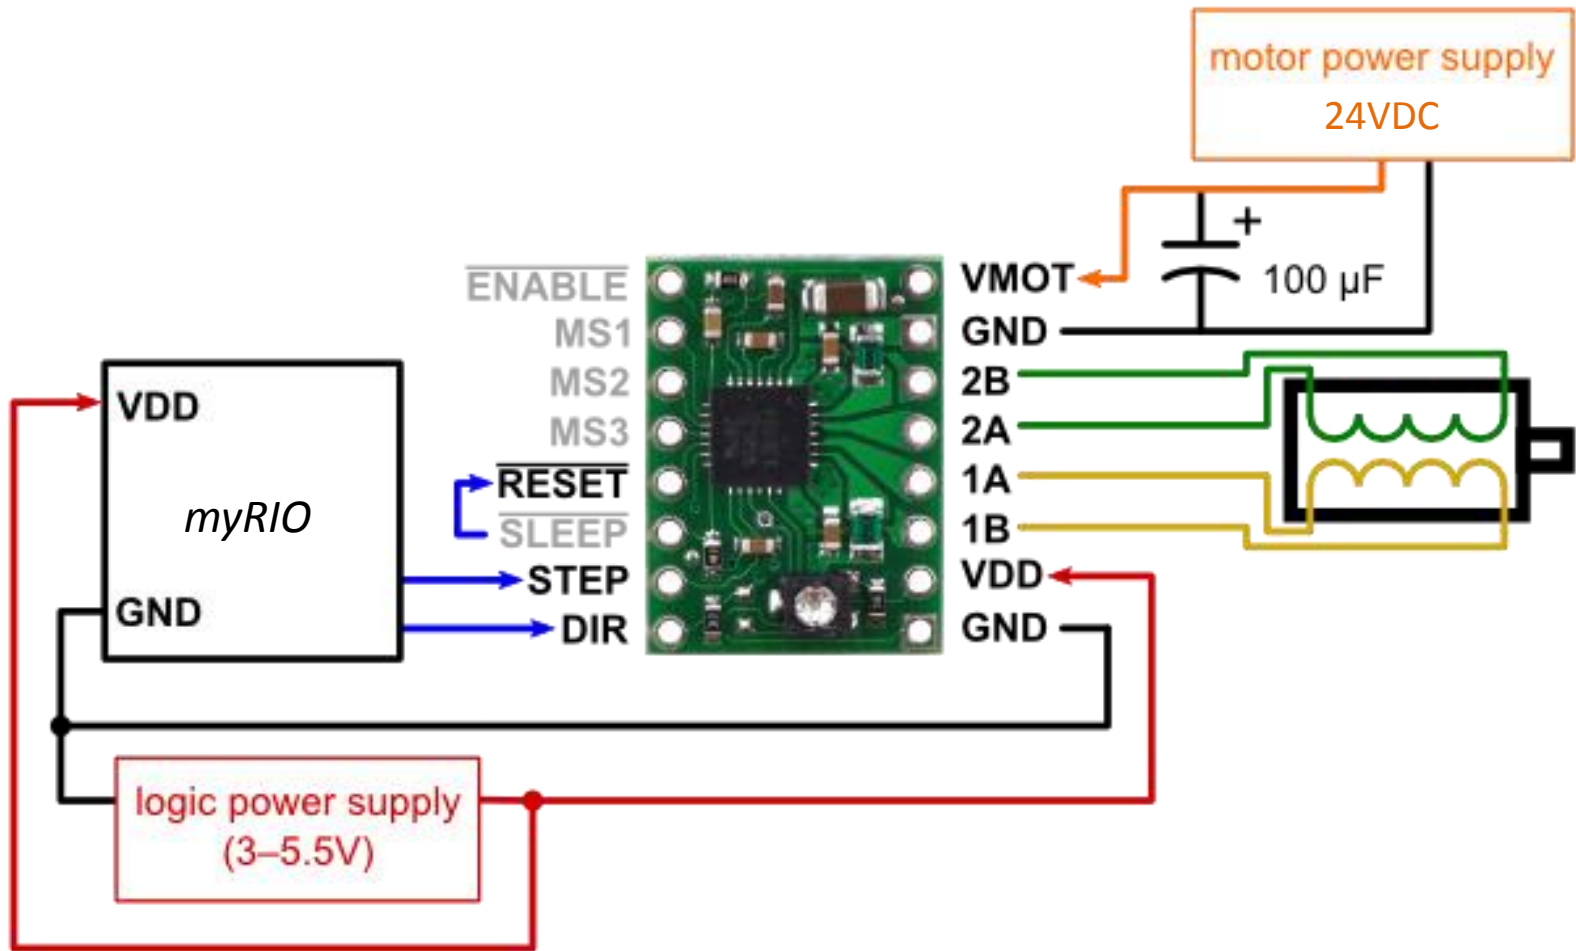 motor power supply
24VDC
+
100 µF
ENABLE
MS1
MS2
MS3
RESET
SLEEP
STEP
DIR
VMOT
GND
2B
2A
1A
1B
VDD
GND
VDD
myRIO
GND
logic power supply
(3–5.5V)